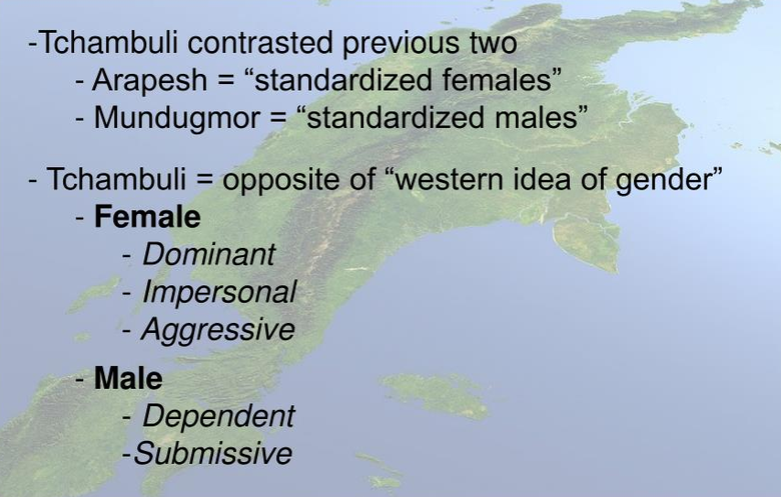 -Tchambuli contrasted previous two
- Arapesh = “standardized females”
- Mundugmor = “standardized males”
- Tchambuli = opposite of “western idea of gender”
- Female
- Dominant
- Impersonal
- Aggressive
- Male
- Dependent
-Submissive